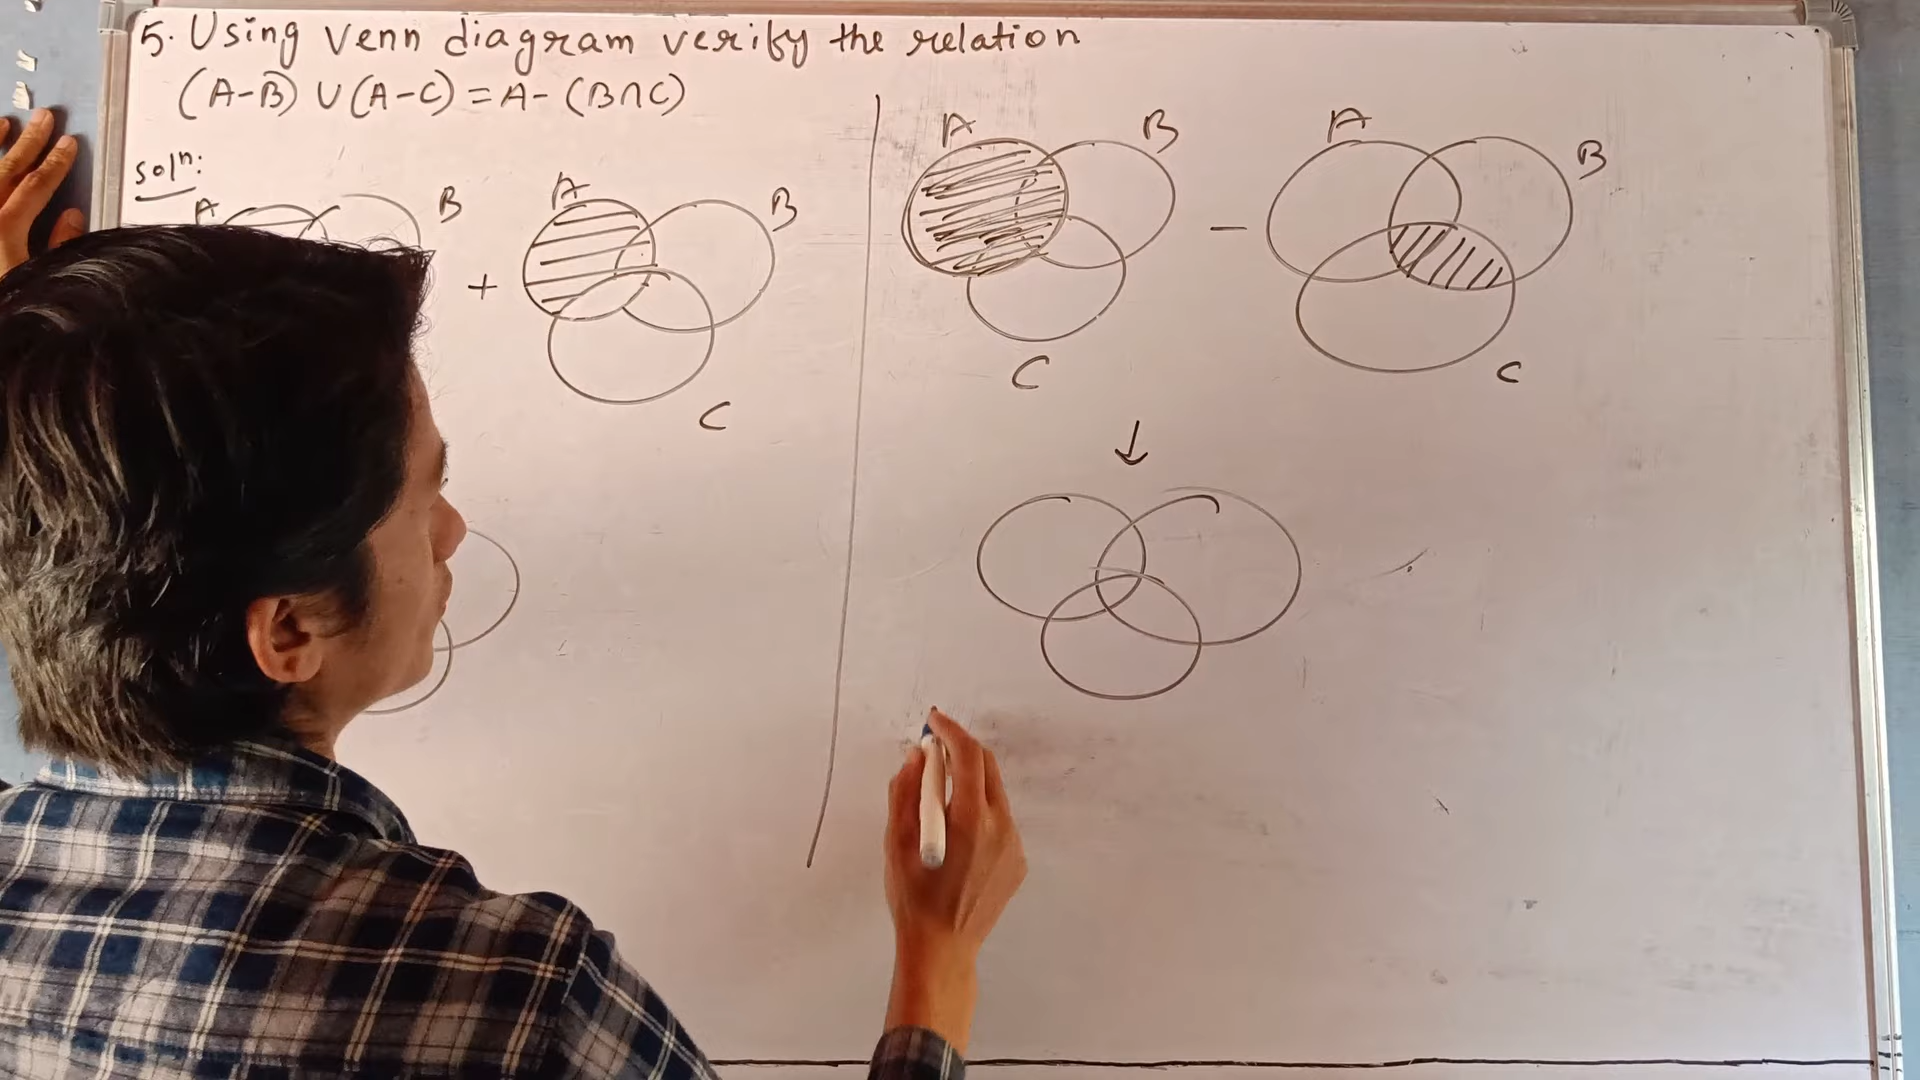 5. Using venn diagram verify the relation
(A-B) ∪ (A-C) = A - (B∩C)
solⁿ:
A B + A B
C
A B - A B
C C
↓